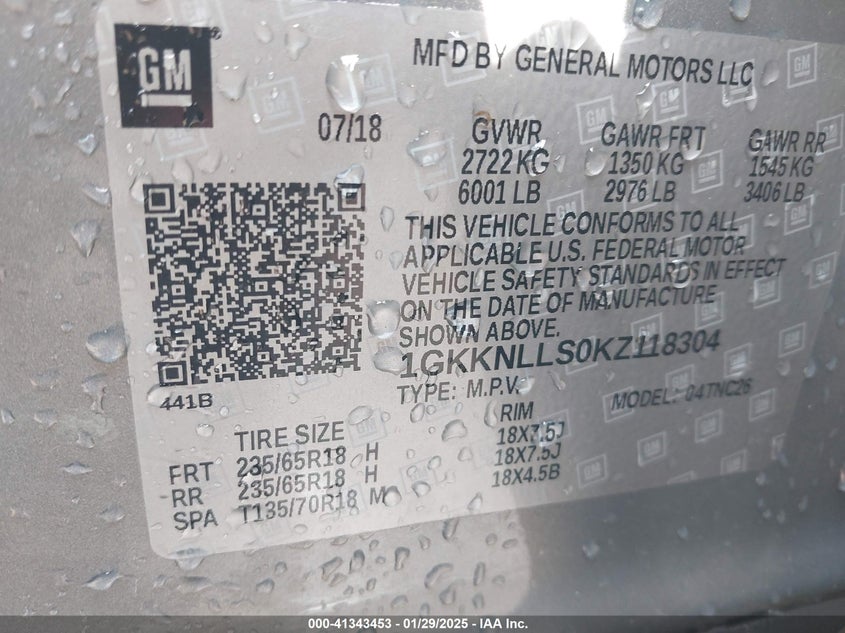 GM
MFD BY GENERAL MOTORS LLC
07/18
GVWR GAWR FRT GAWR RR
2722 KG 1350 KG 1545 KG
6001 LB 2976 LB 3406 LB
THIS VEHICLE CONFORMS TO ALL
APPLICABLE U.S. FEDERAL MOTOR
VEHICLE SAFETY STANDARDS IN EFFECT
ON THE DATE OF MANUFACTURE
SHOWN ABOVE.
1GKKNLLS0KZ118304
441B
TYPE: M.P.V. MODEL: 04TNC26
TIRE SIZE RIM
FRT 235/65R18 H 18X7.5J
RR 235/65R18 H 18X7.5J
SPA T135/70R18 M 18X4.5B
000-41343453 - 01/29/2025 - IAA Inc.